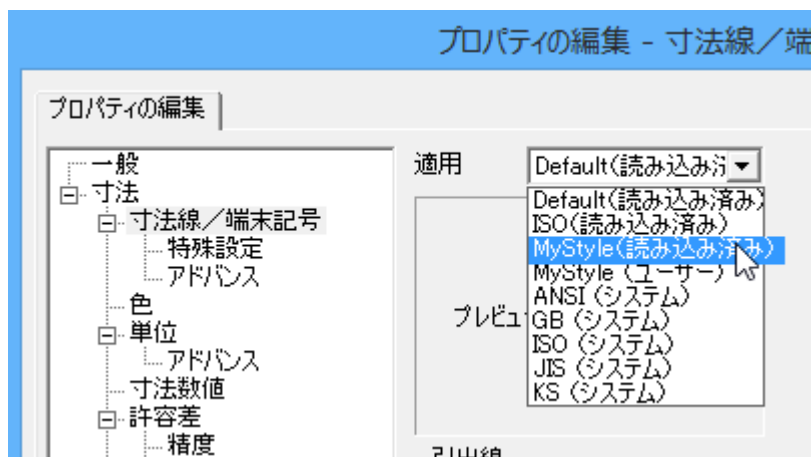 プロパティの編集 - 寸法線／端
プロパティの編集
一般
寸法
寸法線／端末記号
特殊設定
アドバンス
色
単位
アドバンス
寸法数値
許容差
精度
適用
Default(読み込み済
Default(読み込み済み)
ISO(読み込み済み)
MyStyle(読み込み済み)
MyStyle (ユーザー)
ANSI (システム)
GB (システム)
ISO (システム)
JIS (システム)
KS (システム)
プレビュ
引出線